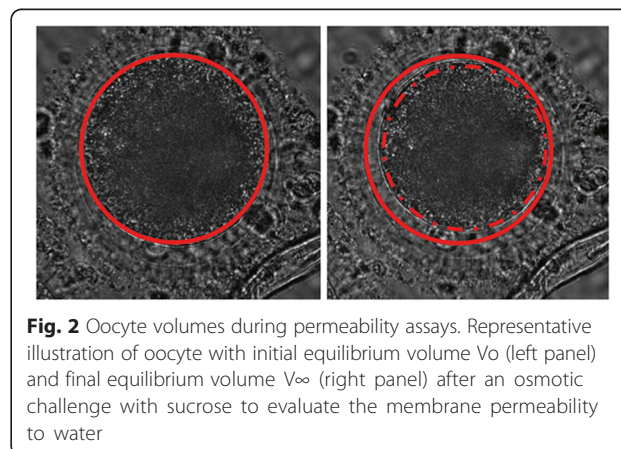 Fig. 2 Oocyte volumes during permeability assays. Representative
illustration of oocyte with initial equilibrium volume Vo (left panel)
and final equilibrium volume V∞ (right panel) after an osmotic
challenge with sucrose to evaluate the membrane permeability
to water